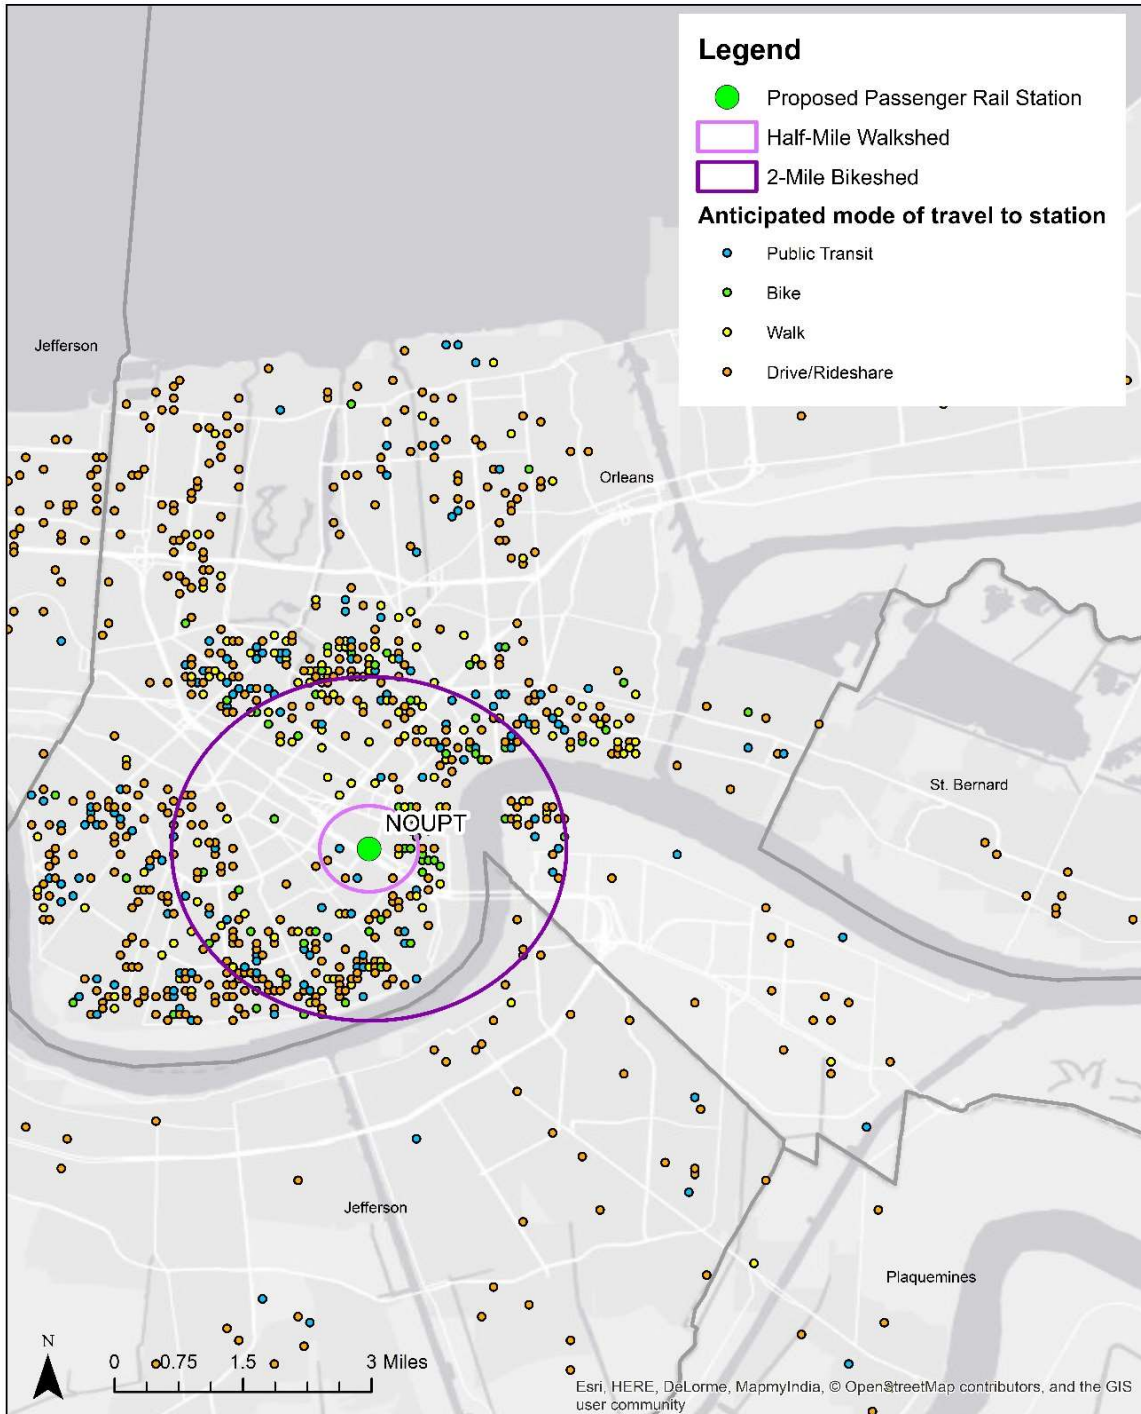 Legend
Proposed Passenger Rail Station
Half-Mile Walkshed
2-Mile Bikeshed
Anticipated mode of travel to station
Public Transit
Bike
Walk
Drive/Rideshare
Jefferson
Orleans
St. Bernard
NOUPT
Jefferson
Plaquemines
N
0 0.75 1.5 3 Miles
Esri, HERE, DeLorme, MapmyIndia, © OpenStreetMap contributors, and the GIS
user community